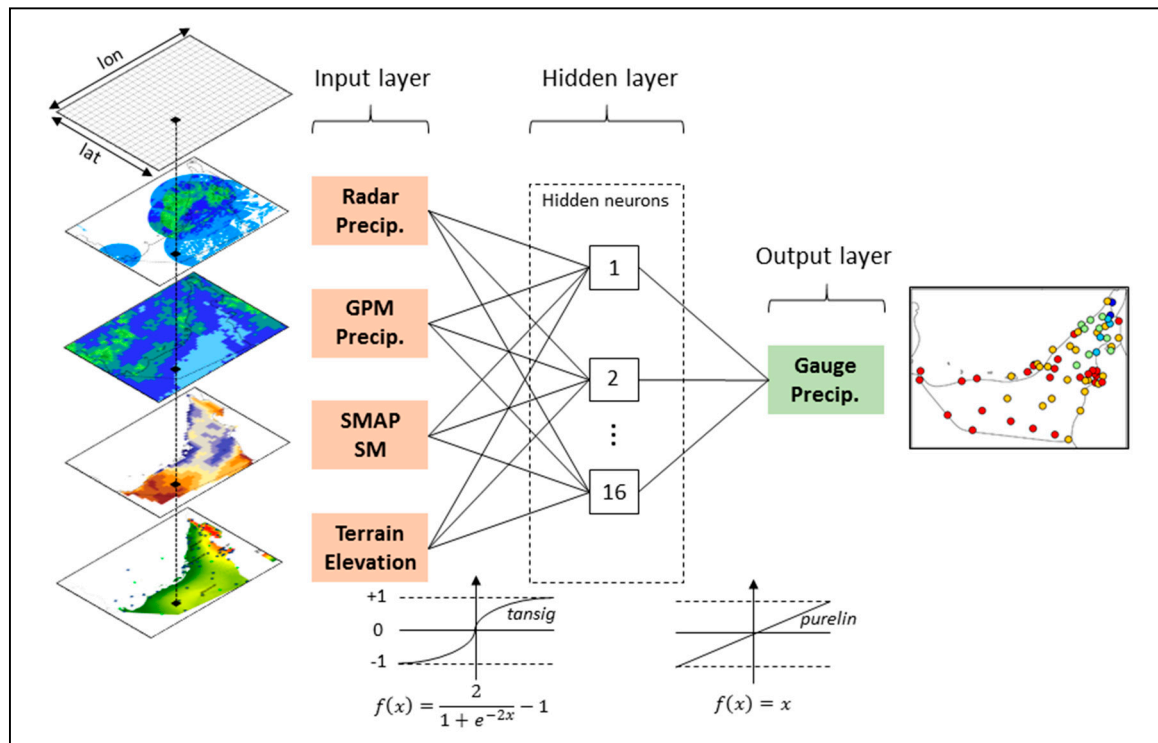 lon
lat
Input layer
Hidden layer
Output layer
Radar
Precip.
GPM
Precip.
SMAP
SM
Terrain
Elevation
Hidden neurons
1
2
⋮
16
Gauge
Precip.
+1
0
-1
tansig
f(x) = 2 / (1 + e^{-2x}) − 1
purelin
f(x) = x